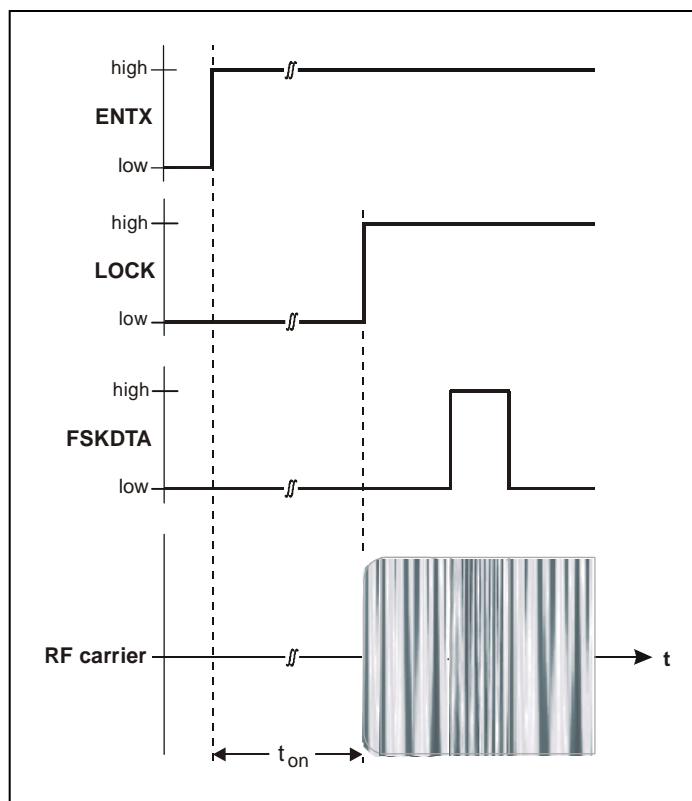 high
ENTX
low
high
LOCK
low
high
FSKDTA
low
RF carrier
t
t on